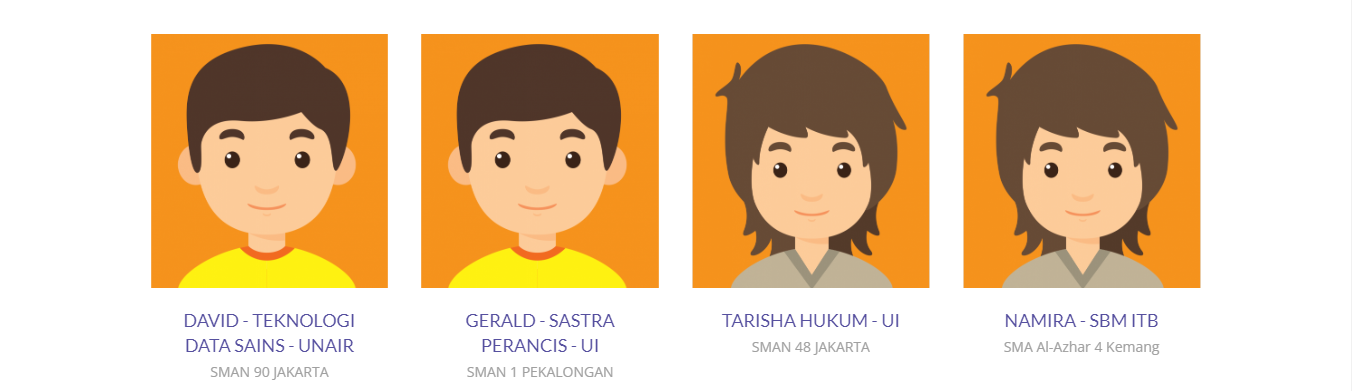 DAVID - TEKNOLOGI
DATA SAINS - UNAIR
SMAN 90 JAKARTA
GERALD - SASTRA
PERANCIS - UI
SMAN 1 PEKALONGAN
TARISHA HUKUM - UI
SMAN 48 JAKARTA
NAMIRA - SBM ITB
SMA Al-Azhar 4 Kemang